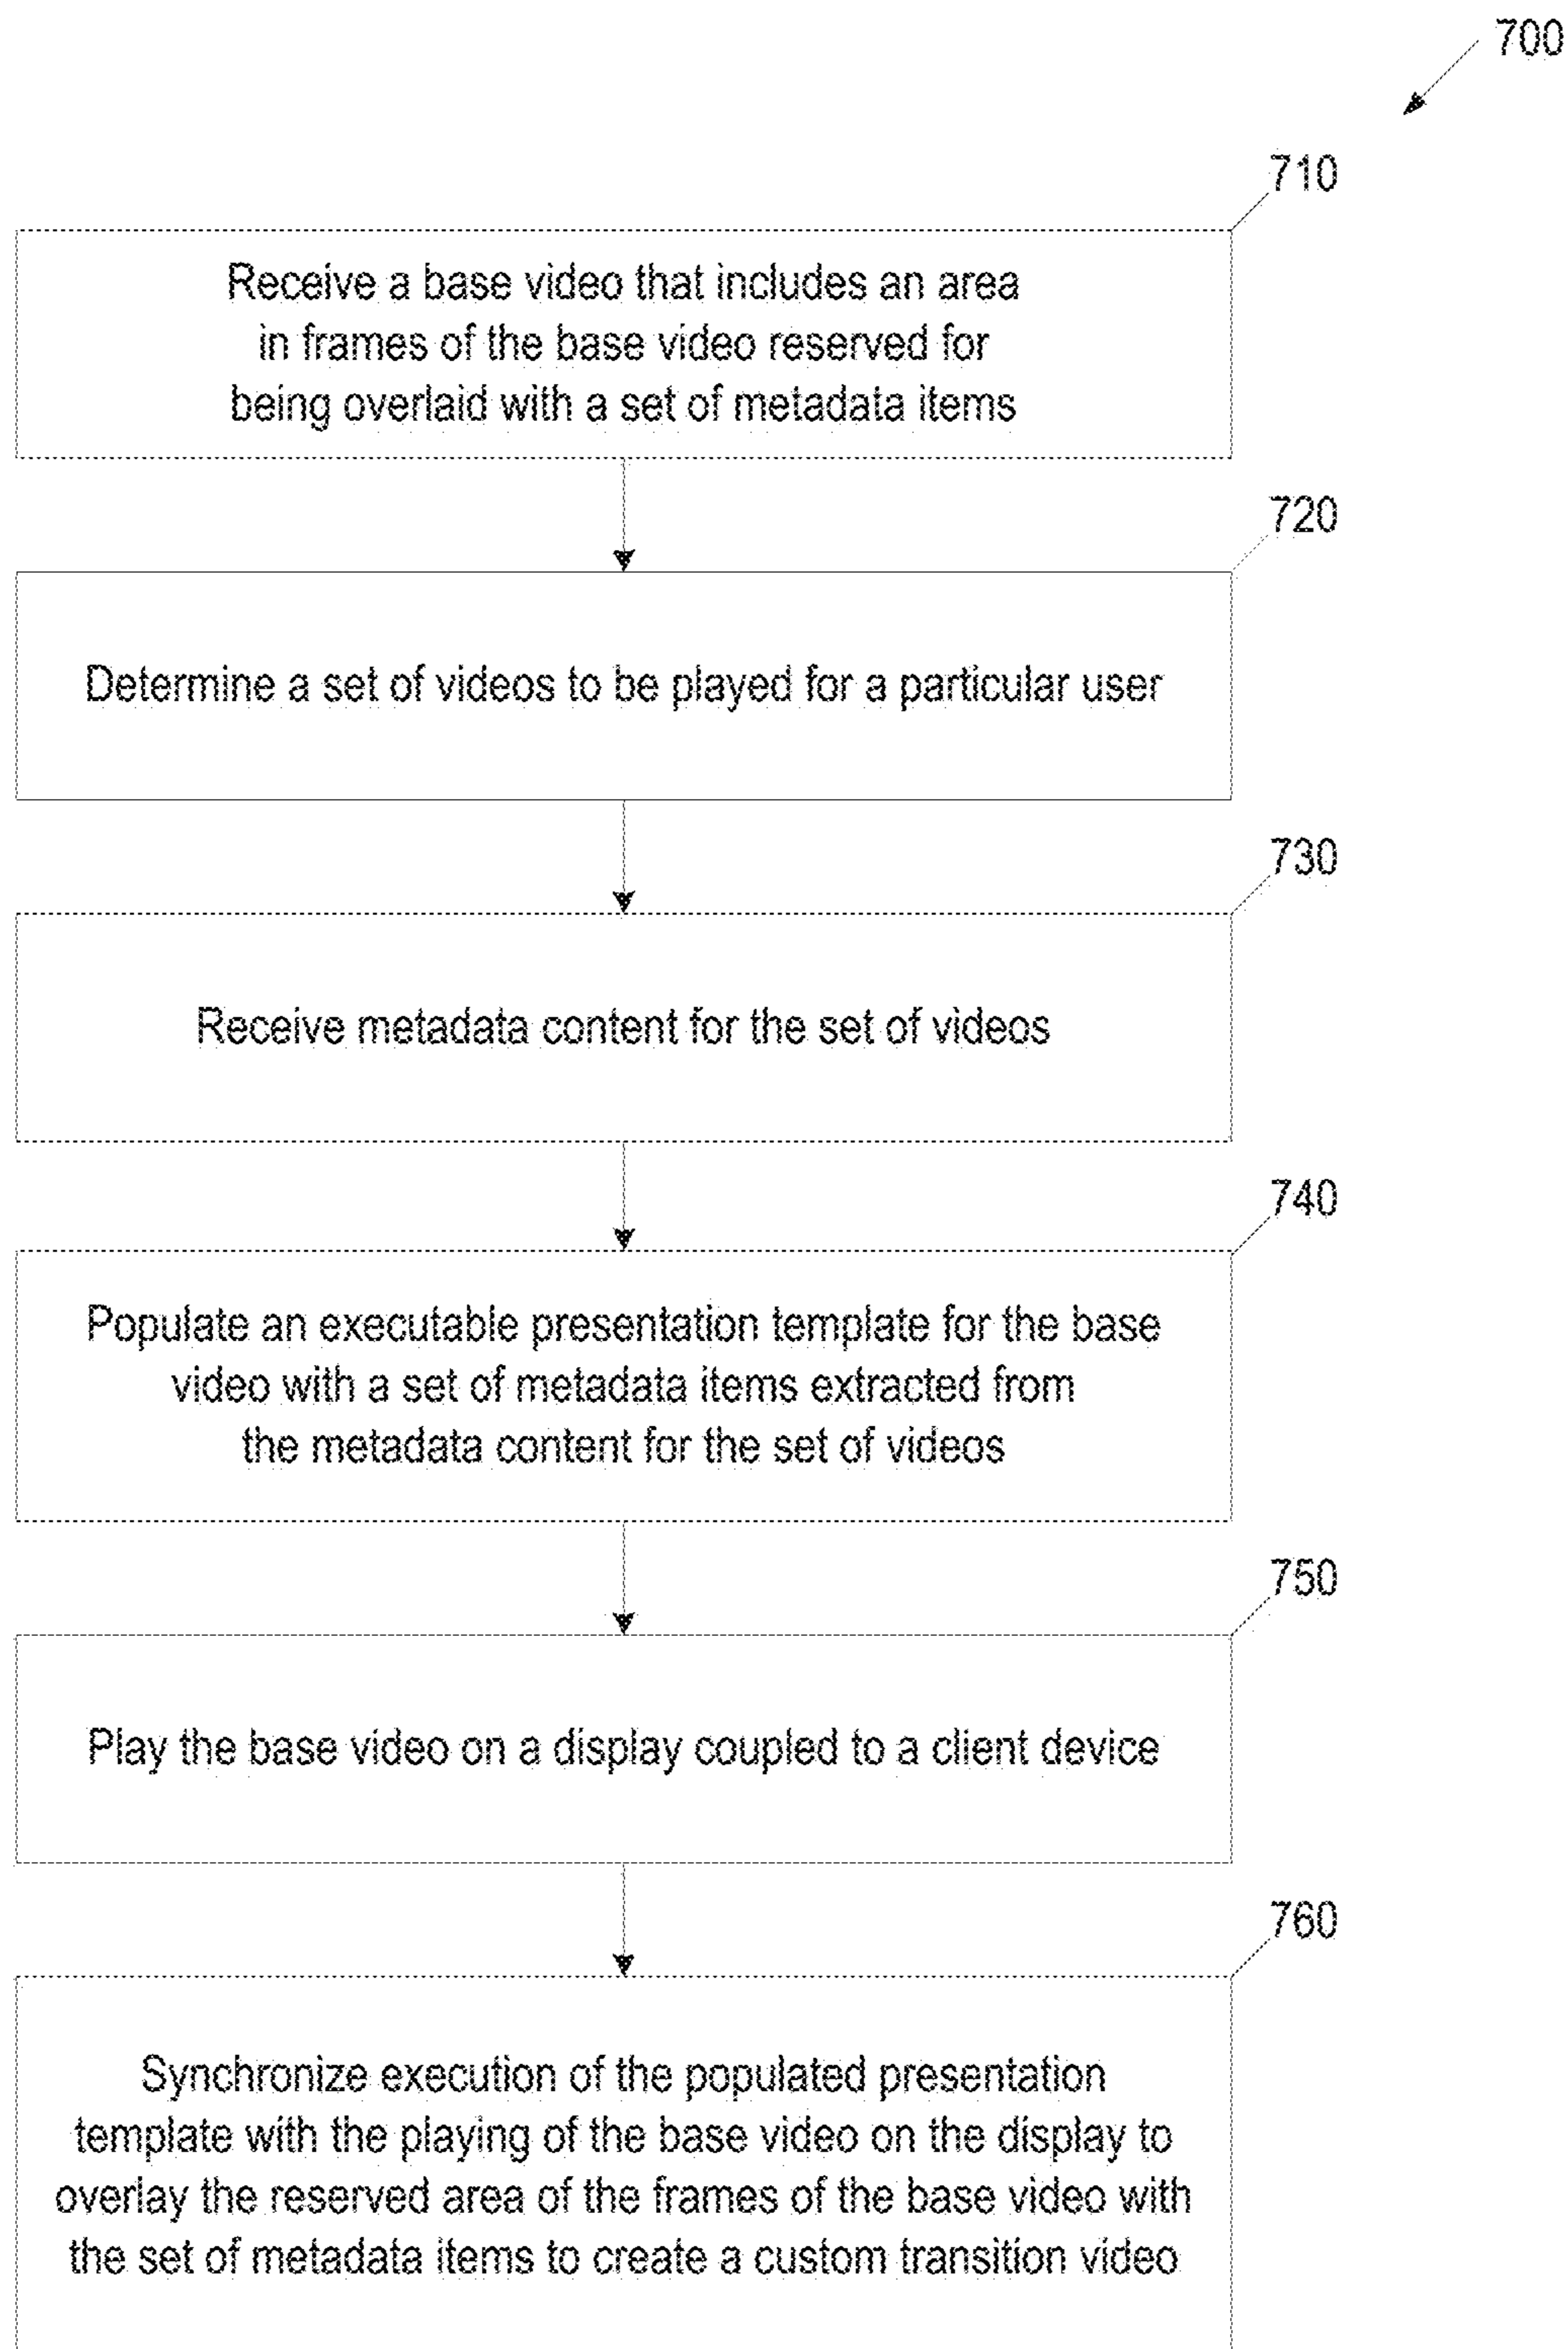 700
710
Receive a base video that includes an area
in frames of the base video reserved for
being overlaid with a set of metadata items
720
Determine a set of videos to be played for a particular user
730
Receive metadata content for the set of videos
740
Populate an executable presentation template for the base
video with a set of metadata items extracted from
the metadata content for the set of videos
750
Play the base video on a display coupled to a client device
760
Synchronize execution of the populated presentation
template with the playing of the base video on the display to
overlay the reserved area of the frames of the base video with
the set of metadata items to create a custom transition video